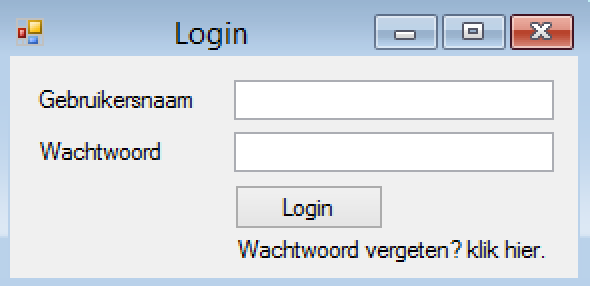 Login
Gebruikersnaam
Wachtwoord
Login
Wachtwoord vergeten? klik hier.